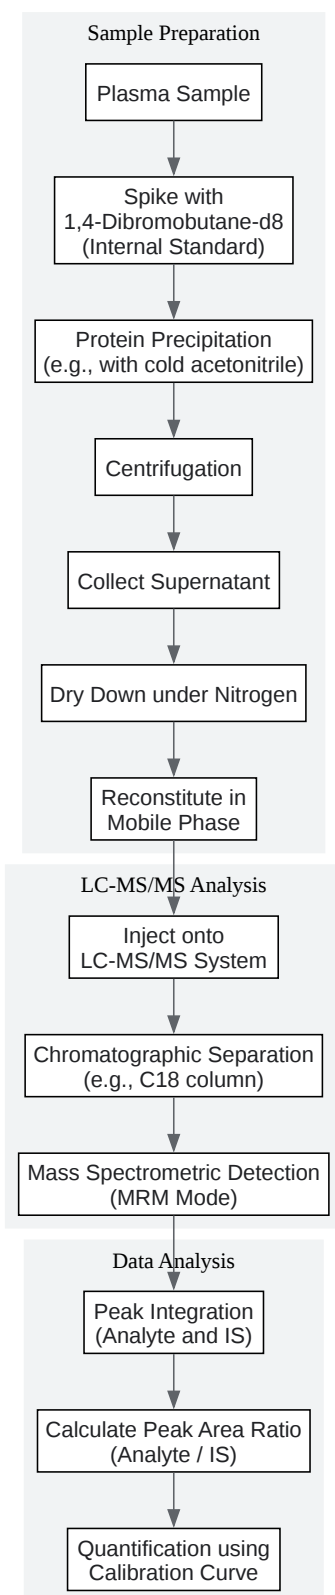 Sample Preparation
Plasma Sample
Spike with
1,4-Dibromobutane-d8
(Internal Standard)
Protein Precipitation
(e.g., with cold acetonitrile)
Centrifugation
Collect Supernatant
Dry Down under Nitrogen
Reconstitute in
Mobile Phase
LC-MS/MS Analysis
Inject onto
LC-MS/MS System
Chromatographic Separation
(e.g., C18 column)
Mass Spectrometric Detection
(MRM Mode)
Data Analysis
Peak Integration
(Analyte and IS)
Calculate Peak Area Ratio
(Analyte / IS)
Quantification using
Calibration Curve